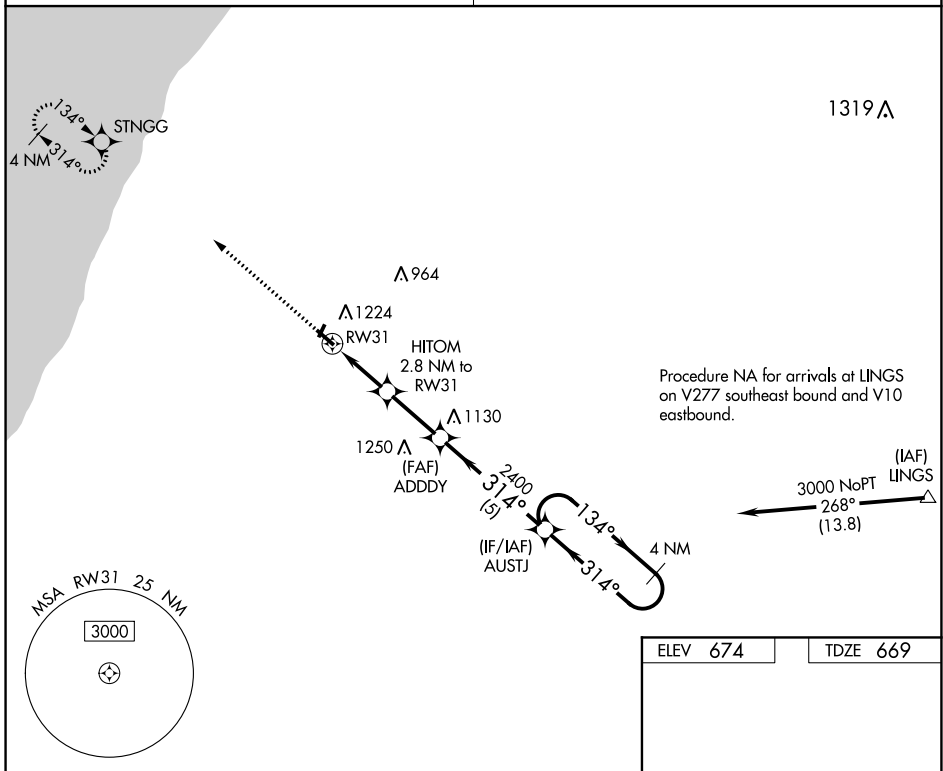 134°
STNGG
314°
4 NM
1319
964
1224
RW31
HITOM
2.8 NM to
RW31
Procedure NA for arrivals at LINGS
on V277 southeast bound and V10
eastbound.
1130
1250
(FAF)
ADDDY
(IAF)
LINGS
3000 NoPT
268°
(13.8)
2400
314°
(5)
134°
4 NM
314°
(IF/IAF)
AUSTJ
MSA RW31 25 NM
3000
ELEV 674
TDZE 669